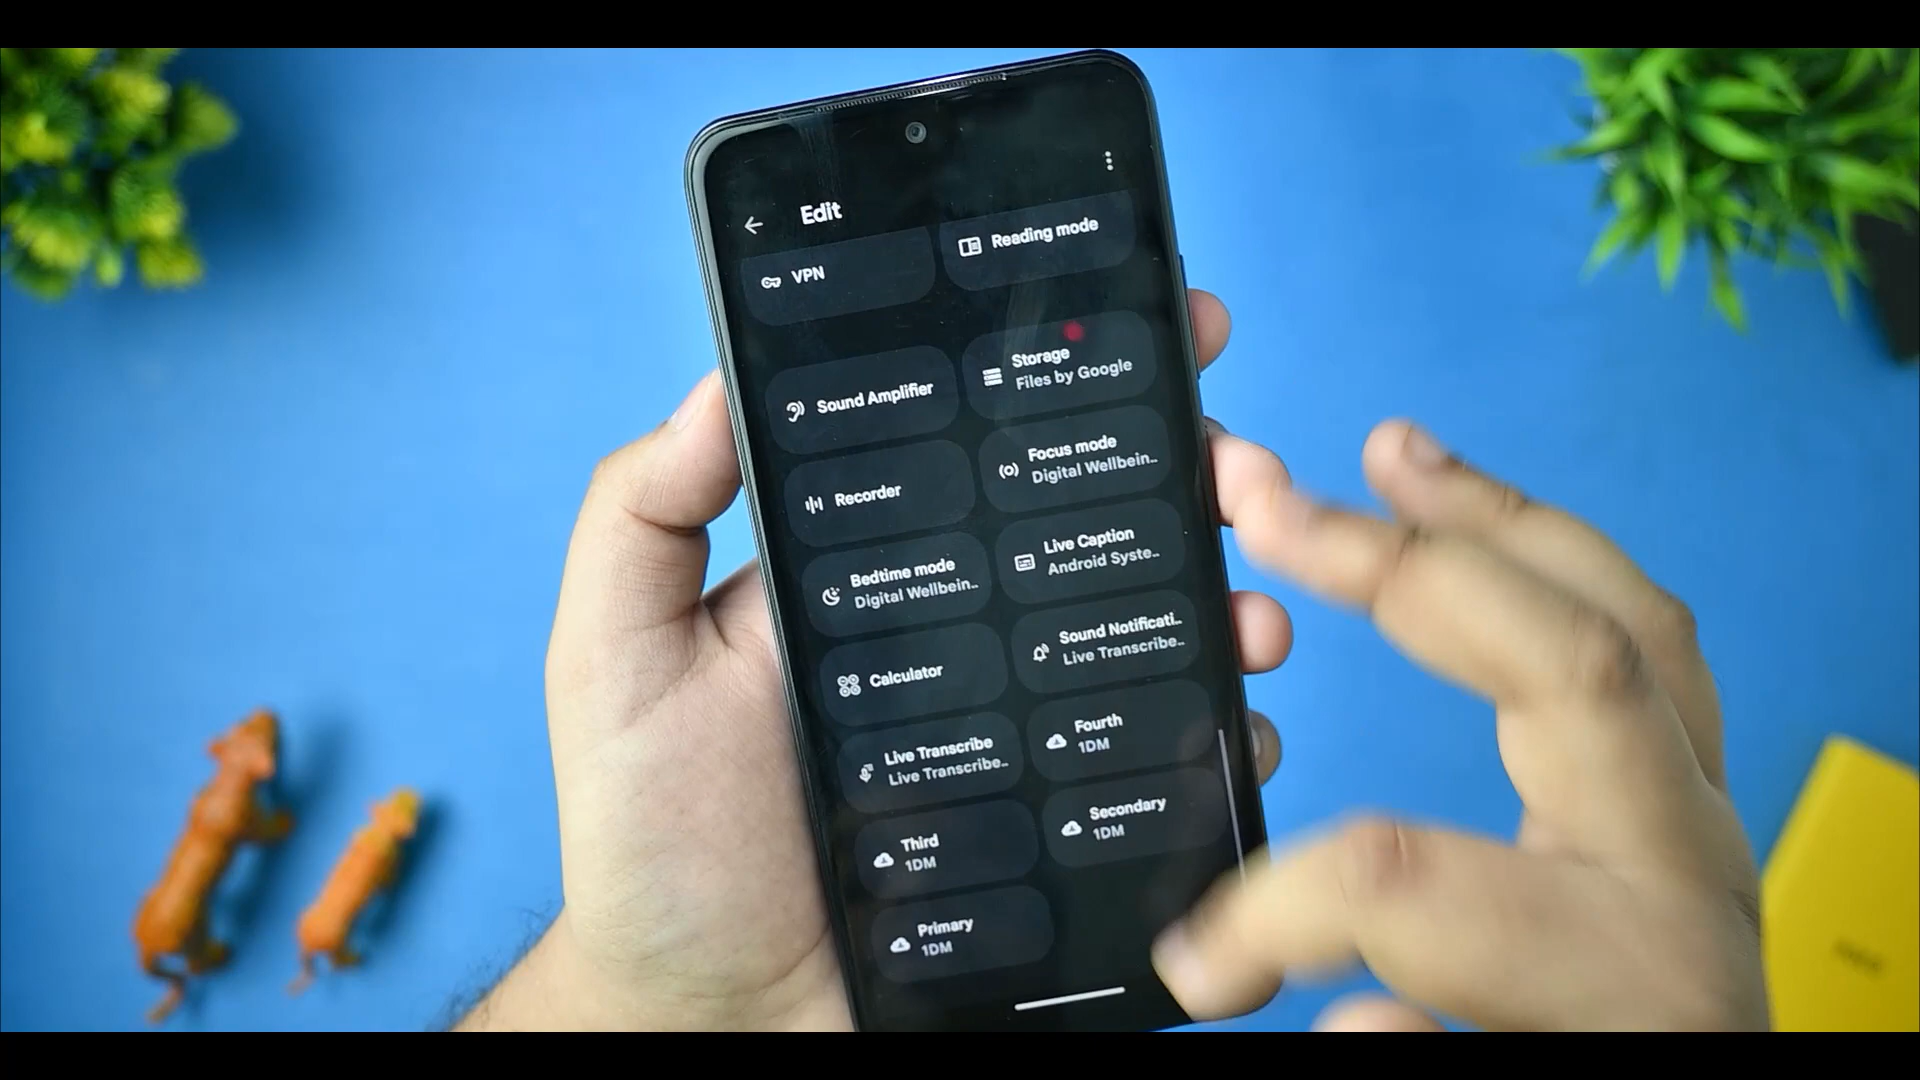 Edit
VPN
Reading mode
Sound Amplifier
Storage
Files by Google
Recorder
Focus mode
Digital Wellbein..
Bedtime mode
Digital Wellbein..
Live Caption
Android Syste..
Calculator
Sound Notificati..
Live Transcribe..
Live Transcribe
Live Transcribe..
Fourth
1DM
Third
1DM
Secondary
1DM
Primary
1DM